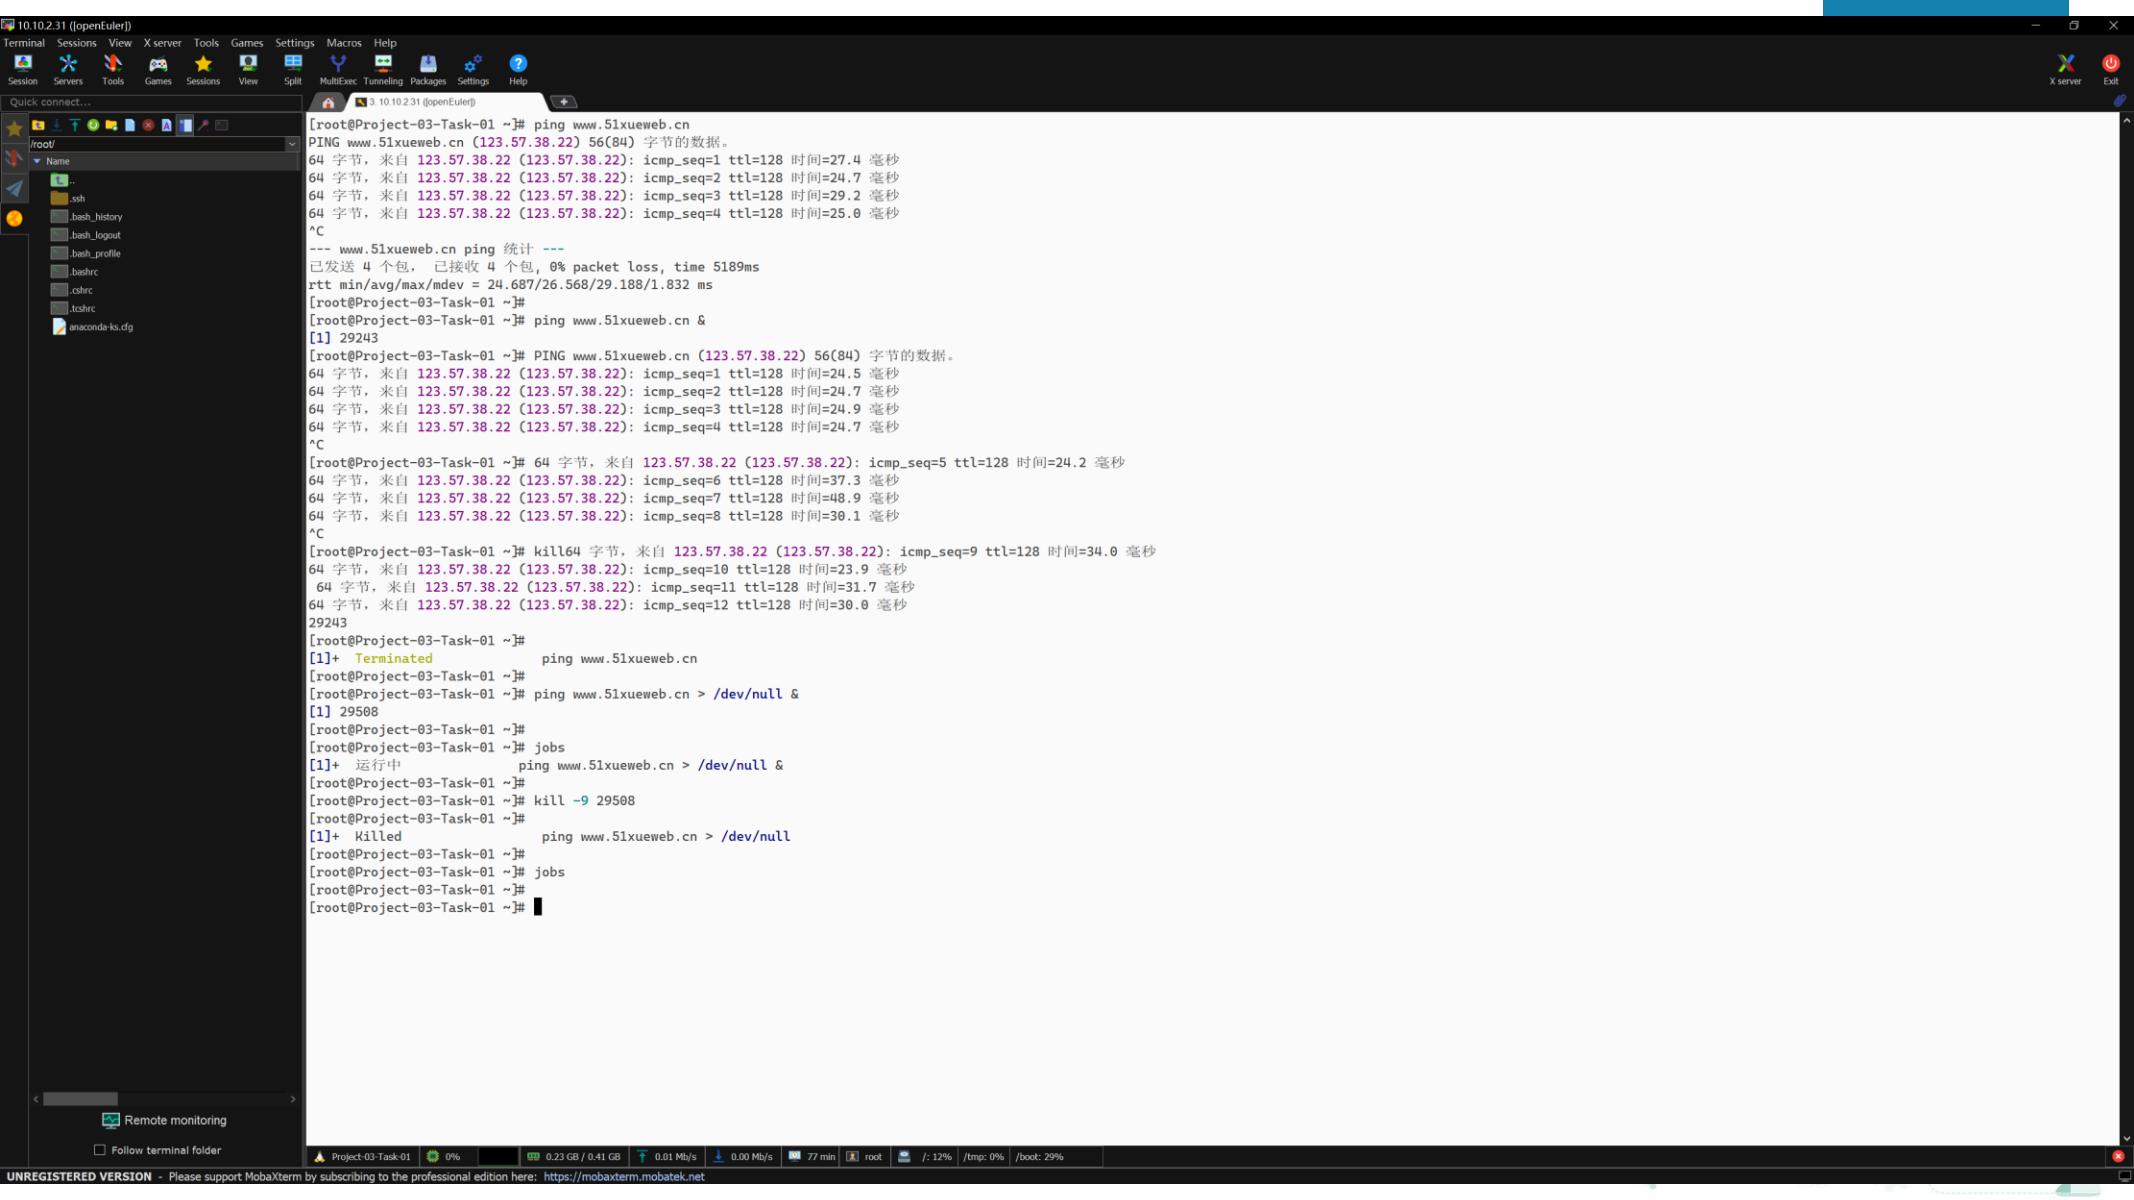 10.10.2.31 ([openEuler])
Terminal Sessions View X server Tools Games Settings Macros Help
Session Servers Tools Games Sessions View Split MultiExec Tunneling Packages Settings Help X server Exit
Quick connect...
3. 10.10.2.31 ([openEuler])
/root/
Name
..
.ssh
.bash_history
.bash_logout
.bash_profile
.bashrc
.cshrc
.tcshrc
anaconda-ks.cfg
[root@Project-03-Task-01 ~]# ping www.51xueweb.cn
PING www.51xueweb.cn (123.57.38.22) 56(84) 字节的数据。
64 字节，来自 123.57.38.22 (123.57.38.22): icmp_seq=1 ttl=128 时间=27.4 毫秒
64 字节，来自 123.57.38.22 (123.57.38.22): icmp_seq=2 ttl=128 时间=24.7 毫秒
64 字节，来自 123.57.38.22 (123.57.38.22): icmp_seq=3 ttl=128 时间=29.2 毫秒
64 字节，来自 123.57.38.22 (123.57.38.22): icmp_seq=4 ttl=128 时间=25.0 毫秒
^C
--- www.51xueweb.cn ping 统计 ---
已发送 4 个包， 已接收 4 个包, 0% packet loss, time 5189ms
rtt min/avg/max/mdev = 24.687/26.568/29.188/1.832 ms
[root@Project-03-Task-01 ~]#
[root@Project-03-Task-01 ~]# ping www.51xueweb.cn &
[1] 29243
[root@Project-03-Task-01 ~]# PING www.51xueweb.cn (123.57.38.22) 56(84) 字节的数据。
64 字节，来自 123.57.38.22 (123.57.38.22): icmp_seq=1 ttl=128 时间=24.5 毫秒
64 字节，来自 123.57.38.22 (123.57.38.22): icmp_seq=2 ttl=128 时间=24.7 毫秒
64 字节，来自 123.57.38.22 (123.57.38.22): icmp_seq=3 ttl=128 时间=24.9 毫秒
64 字节，来自 123.57.38.22 (123.57.38.22): icmp_seq=4 ttl=128 时间=24.7 毫秒
^C
[root@Project-03-Task-01 ~]# 64 字节，来自 123.57.38.22 (123.57.38.22): icmp_seq=5 ttl=128 时间=24.2 毫秒
64 字节，来自 123.57.38.22 (123.57.38.22): icmp_seq=6 ttl=128 时间=37.3 毫秒
64 字节，来自 123.57.38.22 (123.57.38.22): icmp_seq=7 ttl=128 时间=48.9 毫秒
64 字节，来自 123.57.38.22 (123.57.38.22): icmp_seq=8 ttl=128 时间=30.1 毫秒
^C
[root@Project-03-Task-01 ~]# kill64 字节，来自 123.57.38.22 (123.57.38.22): icmp_seq=9 ttl=128 时间=34.0 毫秒
64 字节，来自 123.57.38.22 (123.57.38.22): icmp_seq=10 ttl=128 时间=23.9 毫秒
64 字节，来自 123.57.38.22 (123.57.38.22): icmp_seq=11 ttl=128 时间=31.7 毫秒
64 字节，来自 123.57.38.22 (123.57.38.22): icmp_seq=12 ttl=128 时间=30.0 毫秒
29243
[root@Project-03-Task-01 ~]#
[1]+ Terminated ping www.51xueweb.cn
[root@Project-03-Task-01 ~]#
[root@Project-03-Task-01 ~]# ping www.51xueweb.cn > /dev/null &
[1] 29508
[root@Project-03-Task-01 ~]#
[root@Project-03-Task-01 ~]# jobs
[1]+ 运行中 ping www.51xueweb.cn > /dev/null &
[root@Project-03-Task-01 ~]#
[root@Project-03-Task-01 ~]# kill -9 29508
[root@Project-03-Task-01 ~]#
[1]+ Killed ping www.51xueweb.cn > /dev/null
[root@Project-03-Task-01 ~]#
[root@Project-03-Task-01 ~]# jobs
[root@Project-03-Task-01 ~]#
[root@Project-03-Task-01 ~]#
Remote monitoring
Follow terminal folder
Project-03-Task-01 0% 0.23 GB / 0.41 GB 0.01 Mb/s 0.00 Mb/s 77 min root /: 12% /tmp: 0% /boot: 29%
UNREGISTERED VERSION - Please support MobaXterm by subscribing to the professional edition here: https://mobaxterm.mobatek.net